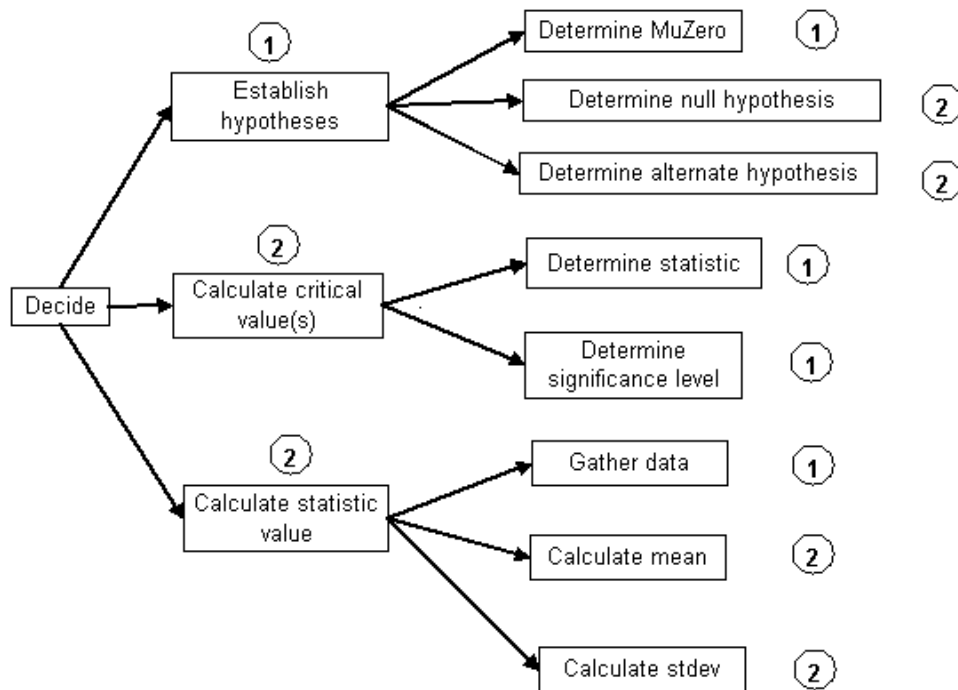 1
Determine MuZero
1
Establish
hypotheses
Determine null hypothesis
2
Determine alternate hypothesis
2
2
Determine statistic
1
Decide
Calculate critical
value(s)
Determine
significance level
1
2
Gather data
1
Calculate statistic
value
Calculate mean
2
Calculate stdev
2